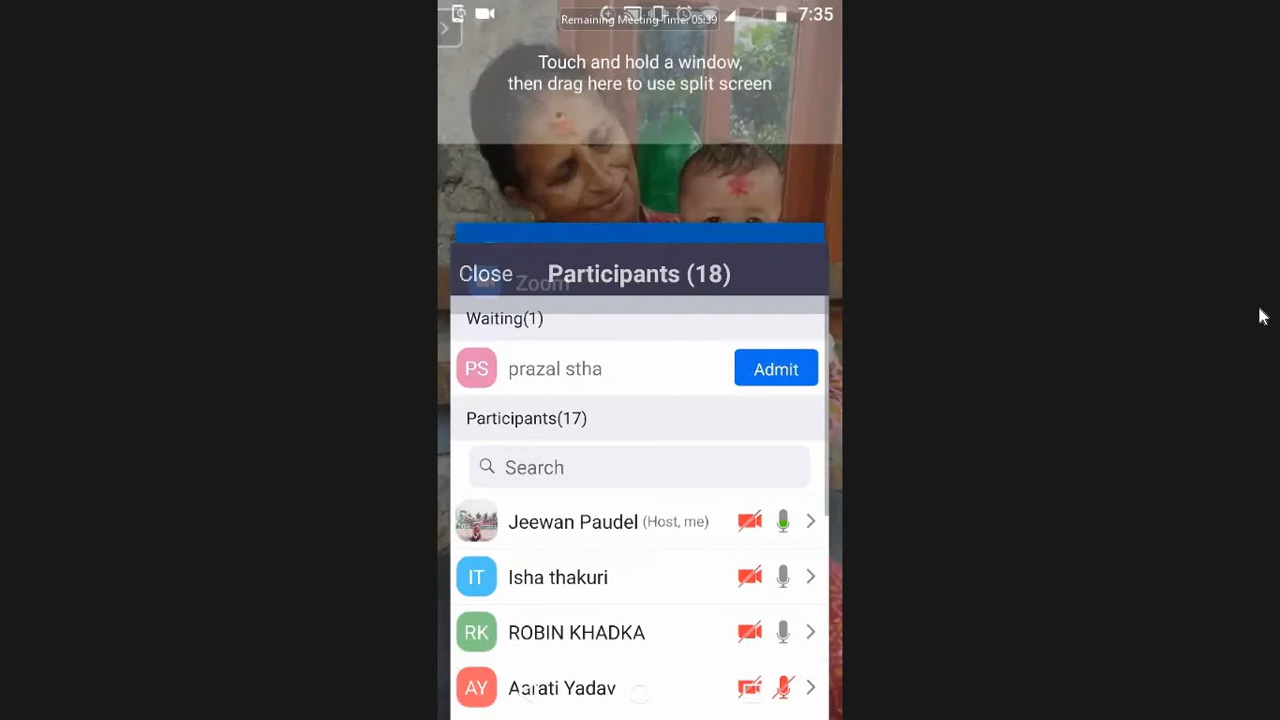 Remaining Meeting Time: 05:39
7:35
Touch and hold a window,
then drag here to use split screen
Close Participants (18)
Zoom
Waiting(1)
PS prazal stha Admit
Participants(17)
Search
Jeewan Paudel (Host, me)
IT Isha thakuri
RK ROBIN KHADKA
AY Aarati Yadav